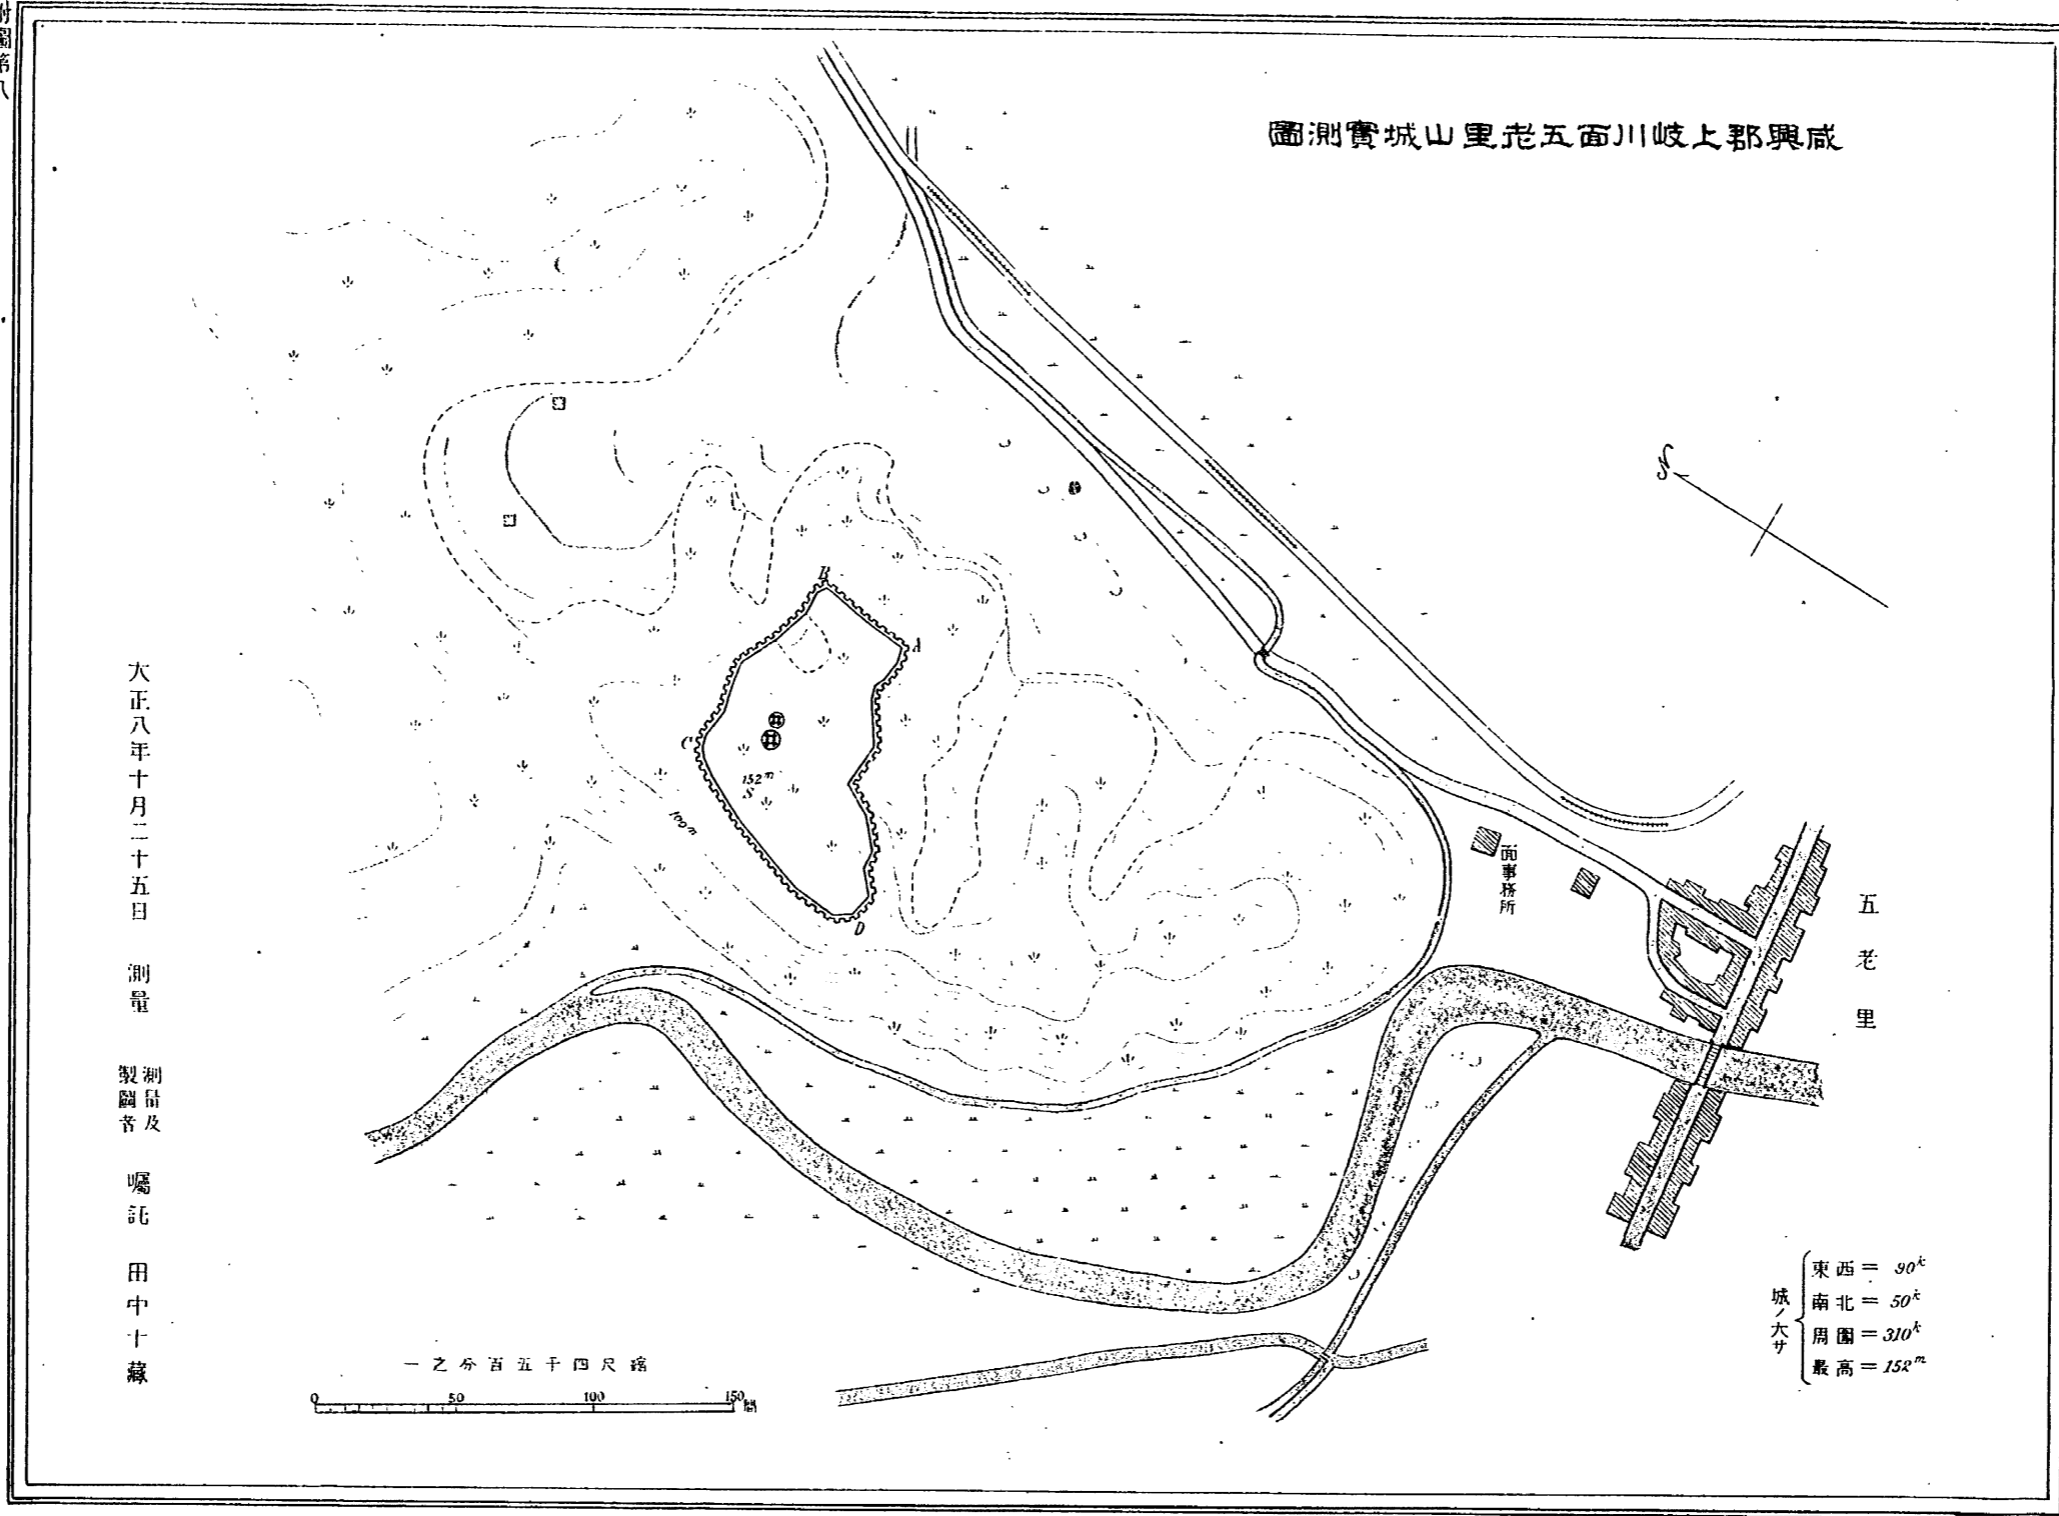 附圖第八
咸興郡上岐川面五老里山城實測圖
N
B
A
C
D
152m
S
100m
面事務所
五老里
大正八年十月二十五日 測量
測量及製圖者 囑託 田中十藏
縮尺四千五百分之一
0 50 100 150間
城ノ大サ
東西=90k
南北=50k
周圍=310k
最高=152m